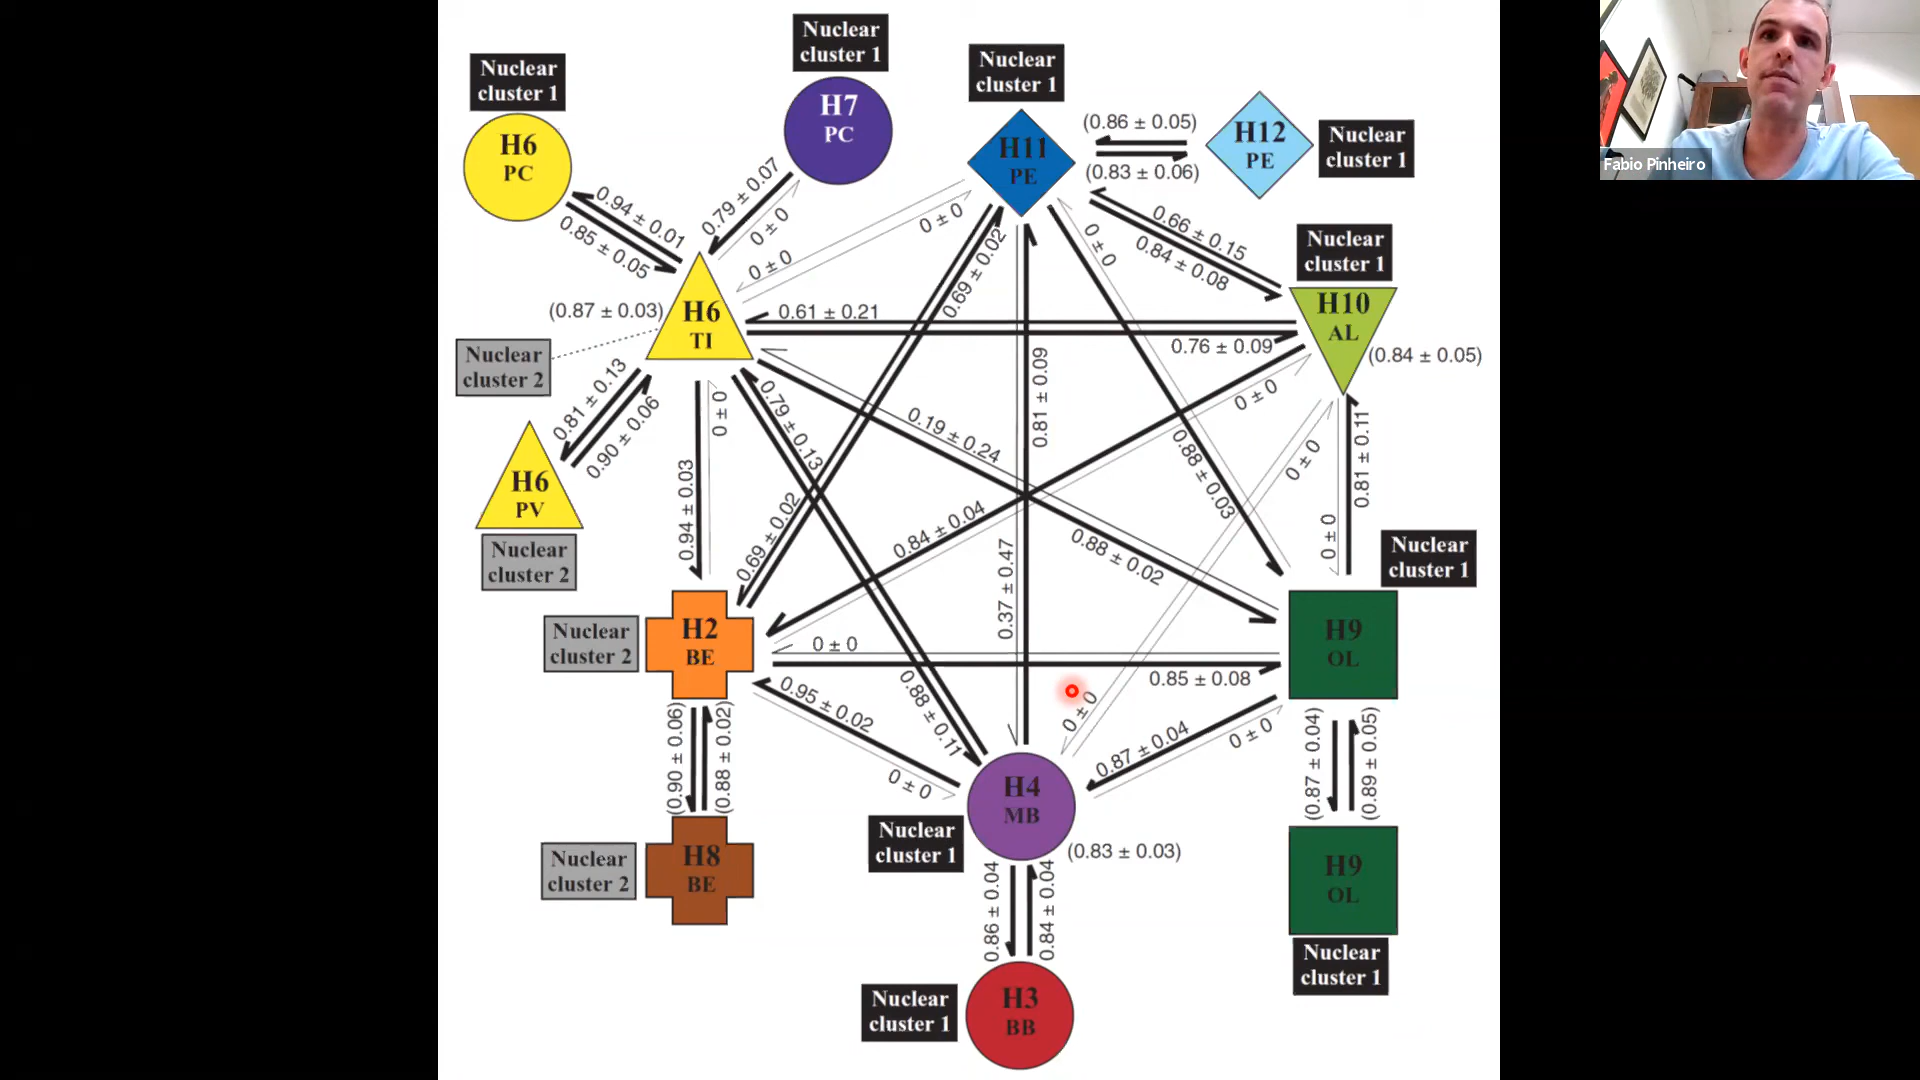 Nuclear
cluster 1
H7
PC
Nuclear
cluster 1
H6
PC
Nuclear
cluster 1
H11
PE
(0.86 ± 0.05)
(0.83 ± 0.06)
H12
PE
Nuclear
cluster 1
Fabio Pinheiro
0.94 ± 0.01
0.85 ± 0.05
0.79 ± 0.07
0 ± 0
0 ± 0
0 ± 0
0.69 ± 0.02
0 ± 0
0.66 ± 0.15
0.84 ± 0.08
Nuclear
cluster 1
H10
AL
(0.84 ± 0.05)
(0.87 ± 0.03)
H6
TI
Nuclear
cluster 2
0.61 ± 0.21
0.76 ± 0.09
0.81 ± 0.13
0.90 ± 0.06
H6
PV
Nuclear
cluster 2
0.94 ± 0.03
0 ± 0
0.79 ± 0.13
0.19 ± 0.24
0.81 ± 0.09
0.88 ± 0.03
0 ± 0
0 ± 0
0.81 ± 0.11
0 ± 0
0.69 ± 0.02
0.84 ± 0.04
0.37 ± 0.47
0.88 ± 0.02
Nuclear
cluster 1
H9
OL
Nuclear
cluster 2
H2
BE
0 ± 0
0.85 ± 0.08
0.95 ± 0.02
0 ± 0
0.88 ± 0.11
0 ± 0
0.87 ± 0.04
0 ± 0
(0.90 ± 0.06)
(0.88 ± 0.02)
(0.87 ± 0.04)
(0.89 ± 0.05)
H4
MB
Nuclear
cluster 1
(0.83 ± 0.03)
Nuclear
cluster 2
H8
BE
0.86 ± 0.04
0.84 ± 0.04
H9
OL
Nuclear
cluster 1
Nuclear
cluster 1
H3
BB